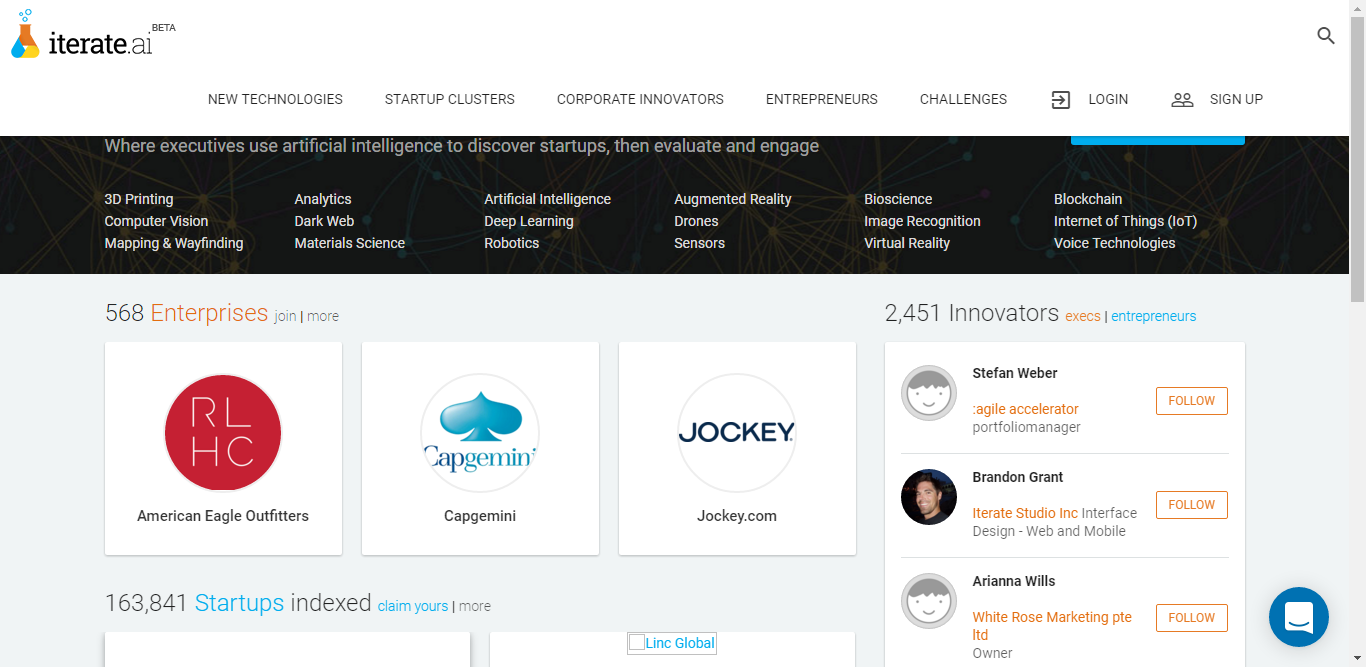 iterate.ai BETA
NEW TECHNOLOGIES STARTUP CLUSTERS CORPORATE INNOVATORS ENTREPRENEURS CHALLENGES LOGIN SIGN UP
Where executives use artificial intelligence to discover startups, then evaluate and engage
3D Printing Analytics Artificial Intelligence Augmented Reality Bioscience Blockchain
Computer Vision Dark Web Deep Learning Drones Image Recognition Internet of Things (IoT)
Mapping & Wayfinding Materials Science Robotics Sensors Virtual Reality Voice Technologies
568 Enterprises join | more
RL
HC
American Eagle Outfitters
Capgemini
Capgemini
JOCKEY
Jockey.com
2,451 Innovators execs | entrepreneurs
Stefan Weber
:agile accelerator
portfoliomanager
FOLLOW
Brandon Grant
Iterate Studio Inc Interface
Design - Web and Mobile
FOLLOW
Arianna Wills
White Rose Marketing pte
ltd
Owner
FOLLOW
163,841 Startups indexed claim yours | more
Linc Global